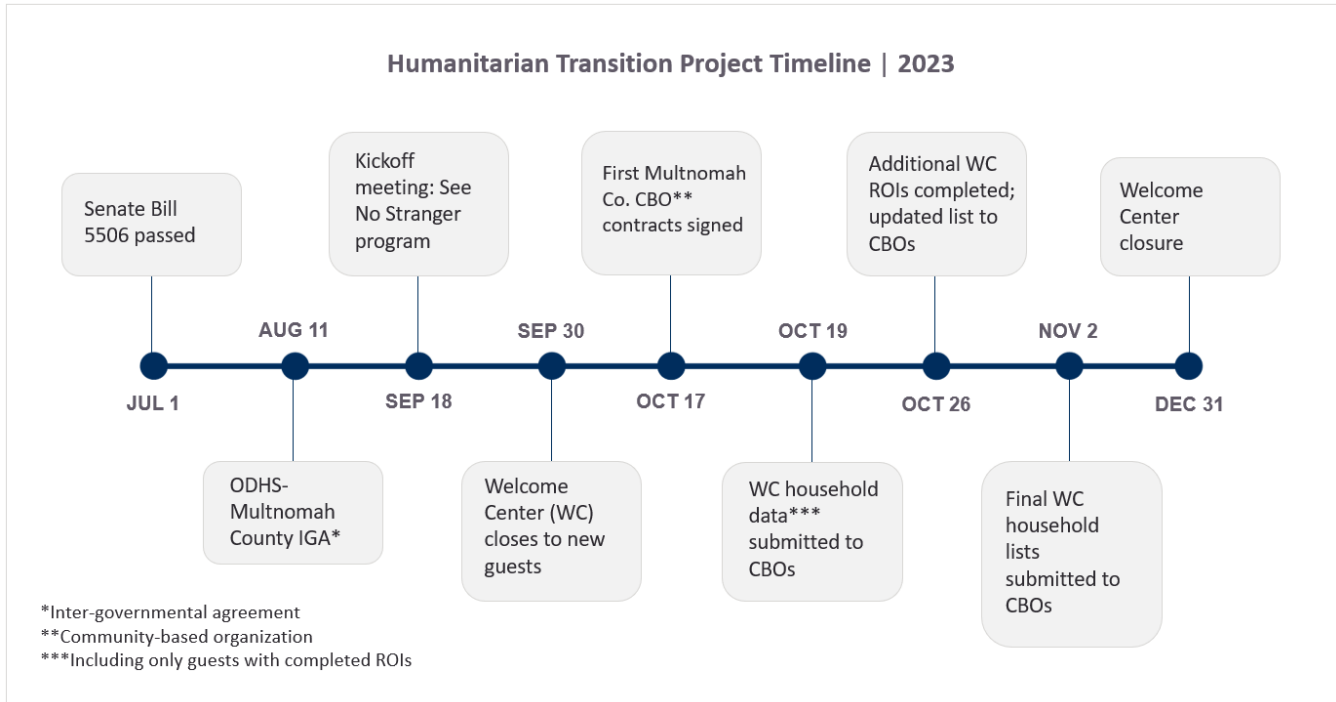 Humanitarian Transition Project Timeline | 2023
Senate Bill
5506 passed
Kickoff
meeting: See
No Stranger
program
First Multnomah
Co. CBO**
contracts signed
Additional WC
ROIs completed;
updated list to
CBOs
Welcome
Center
closure
AUG 11
SEP 30
OCT 19
NOV 2
JUL 1
SEP 18
OCT 17
OCT 26
DEC 31
ODHS-
Multnomah
County IGA*
Welcome
Center (WC)
closes to new
guests
WC household
data***
submitted to
CBOs
Final WC
household
lists
submitted to
CBOs
*Inter-governmental agreement
**Community-based organization
***Including only guests with completed ROIs